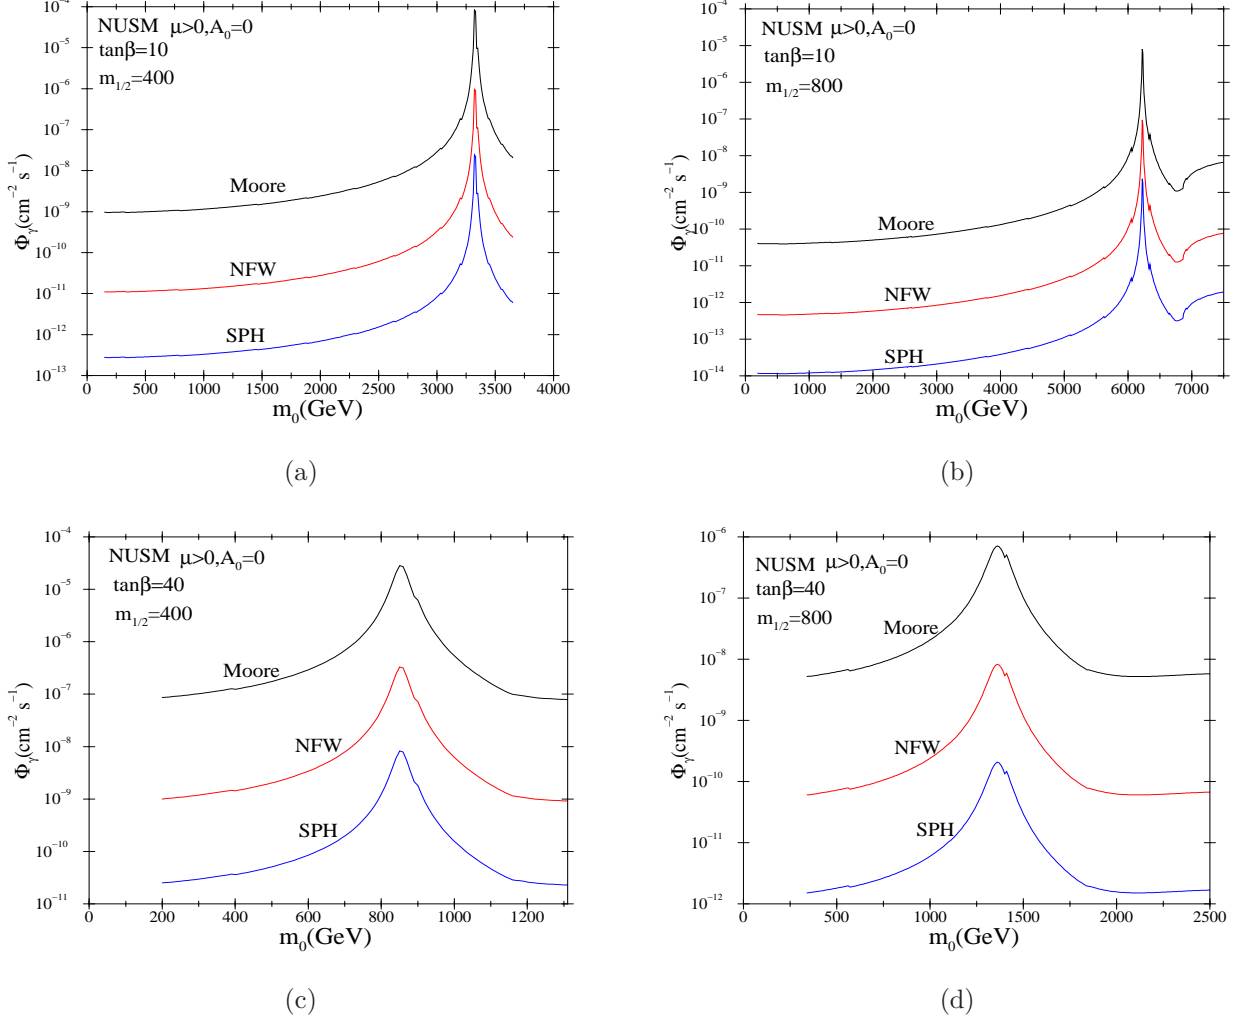 NUSM μ>0,A₀=0
tanβ=10
m₁/₂=400
Moore
NFW
SPH
Φᵧ(cm⁻² s⁻¹)
10⁻⁴
10⁻⁵
10⁻⁶
10⁻⁷
10⁻⁸
10⁻⁹
10⁻¹⁰
10⁻¹¹
10⁻¹²
10⁻¹³
0 500 1000 1500 2000 2500 3000 3500 4000
m₀(GeV)
(a)
NUSM μ>0,A₀=0
tanβ=10
m₁/₂=800
Moore
NFW
SPH
Φᵧ(cm⁻² s⁻¹)
10⁻⁴
10⁻⁵
10⁻⁶
10⁻⁷
10⁻⁸
10⁻⁹
10⁻¹⁰
10⁻¹¹
10⁻¹²
10⁻¹³
10⁻¹⁴
0 1000 2000 3000 4000 5000 6000 7000
m₀(GeV)
(b)
NUSM μ>0,A₀=0
tanβ=40
m₁/₂=400
Moore
NFW
SPH
Φᵧ(cm⁻² s⁻¹)
10⁻⁴
10⁻⁵
10⁻⁶
10⁻⁷
10⁻⁸
10⁻⁹
10⁻¹⁰
10⁻¹¹
0 200 400 600 800 1000 1200
m₀(GeV)
(c)
NUSM μ>0,A₀=0
tanβ=40
m₁/₂=800
Moore
NFW
SPH
Φᵧ(cm⁻² s⁻¹)
10⁻⁶
10⁻⁷
10⁻⁸
10⁻⁹
10⁻¹⁰
10⁻¹¹
10⁻¹²
0 500 1000 1500 2000 2500
m₀(GeV)
(d)